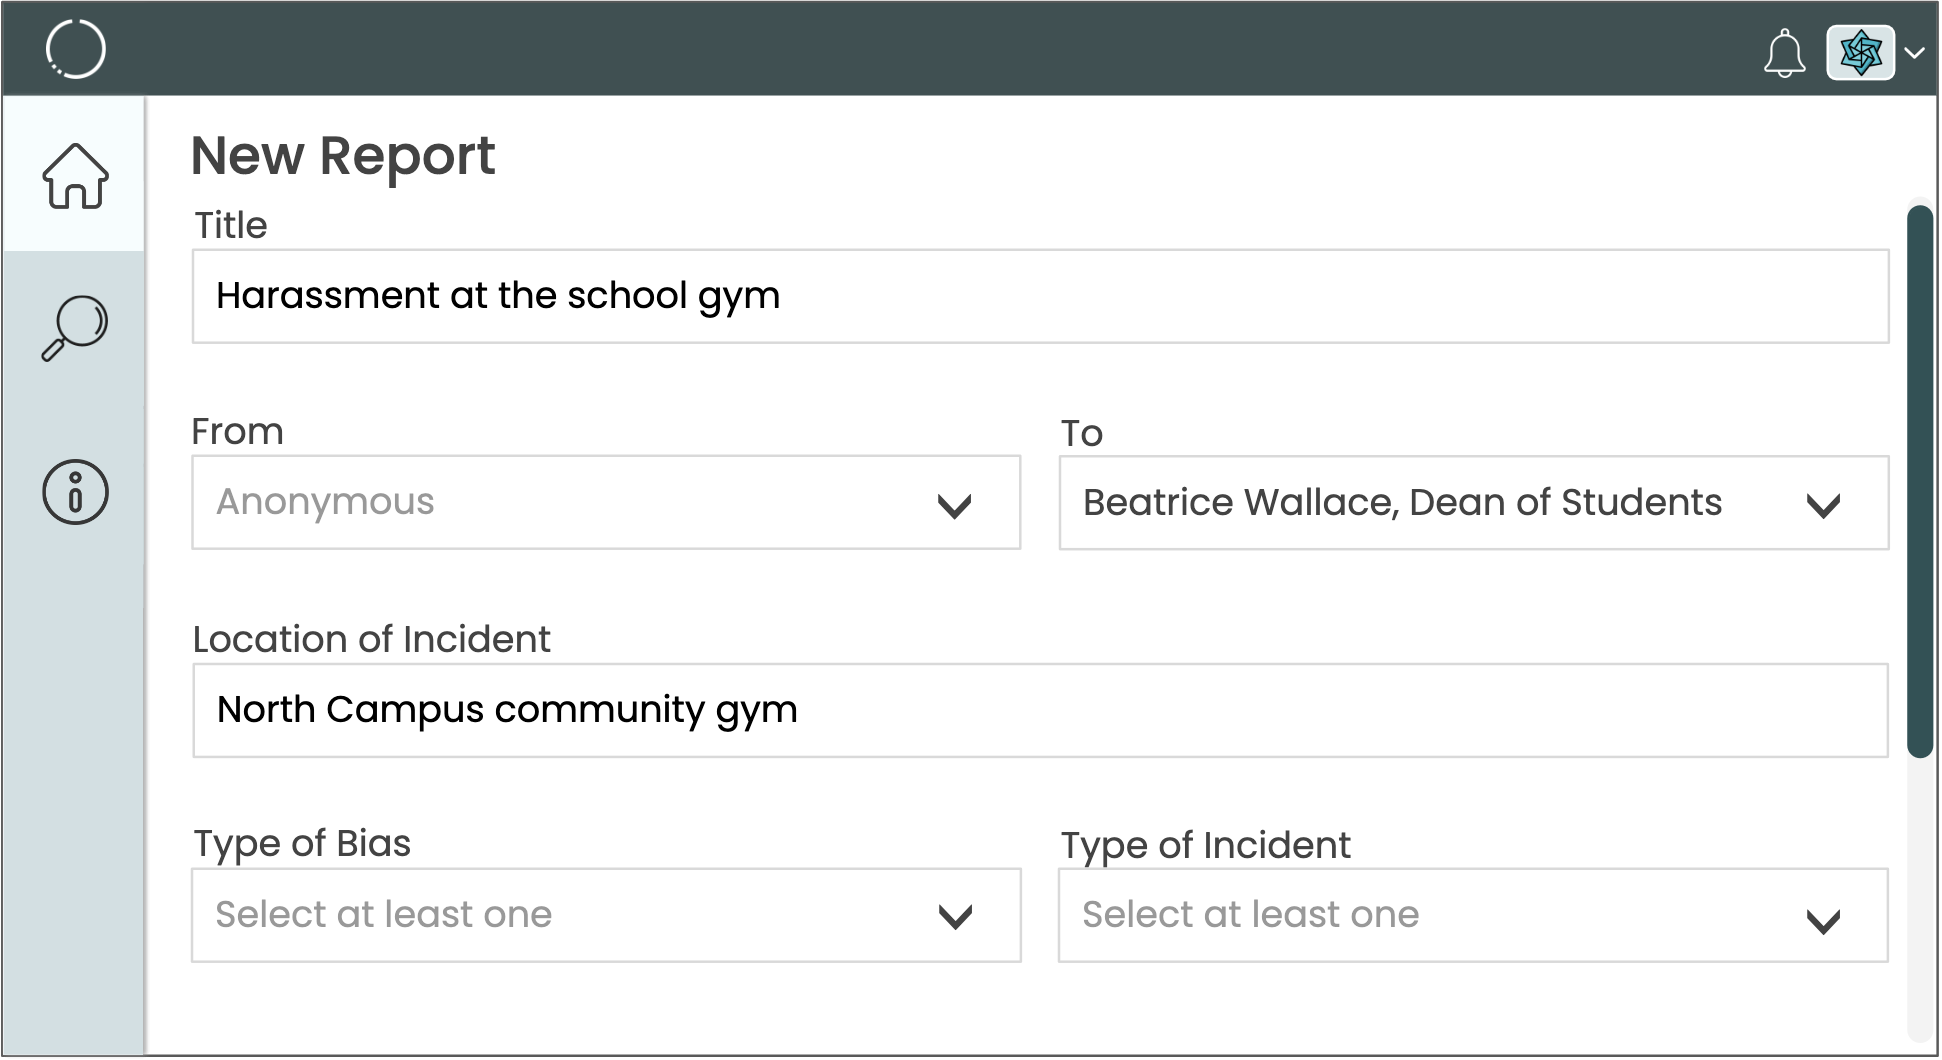 New Report
Title
Harassment at the school gym
From
To
Anonymous
Beatrice Wallace, Dean of Students
Location of Incident
North Campus community gym
Type of Bias
Type of Incident
Select at least one
Select at least one